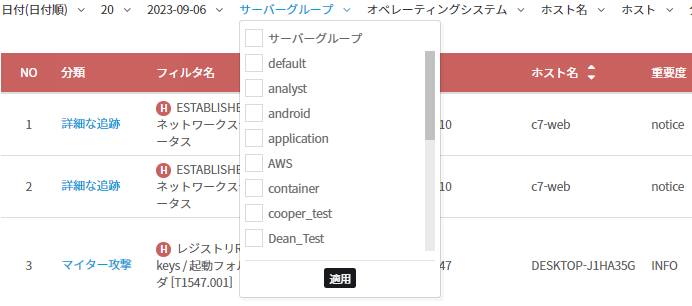 日付(日付順) 20 2023-09-06 サーバーグループ オペレーティングシステム ホスト名 ホスト
サーバーグループ
default
analyst
android
application
AWS
container
cooper_test
Dean_Test
適用
NO 分類 フィルタ名 ホスト名 重要度
1 詳細な追跡 H ESTABLISHE 10 c7-web notice
ネットワークス
ータス
2 詳細な追跡 H ESTABLISHE 10 c7-web notice
ネットワークス
ータス
3 マイター攻撃 H レジストリR 47 DESKTOP-J1HA35G INFO
keys / 起動フォル
ダ [T1547.001]